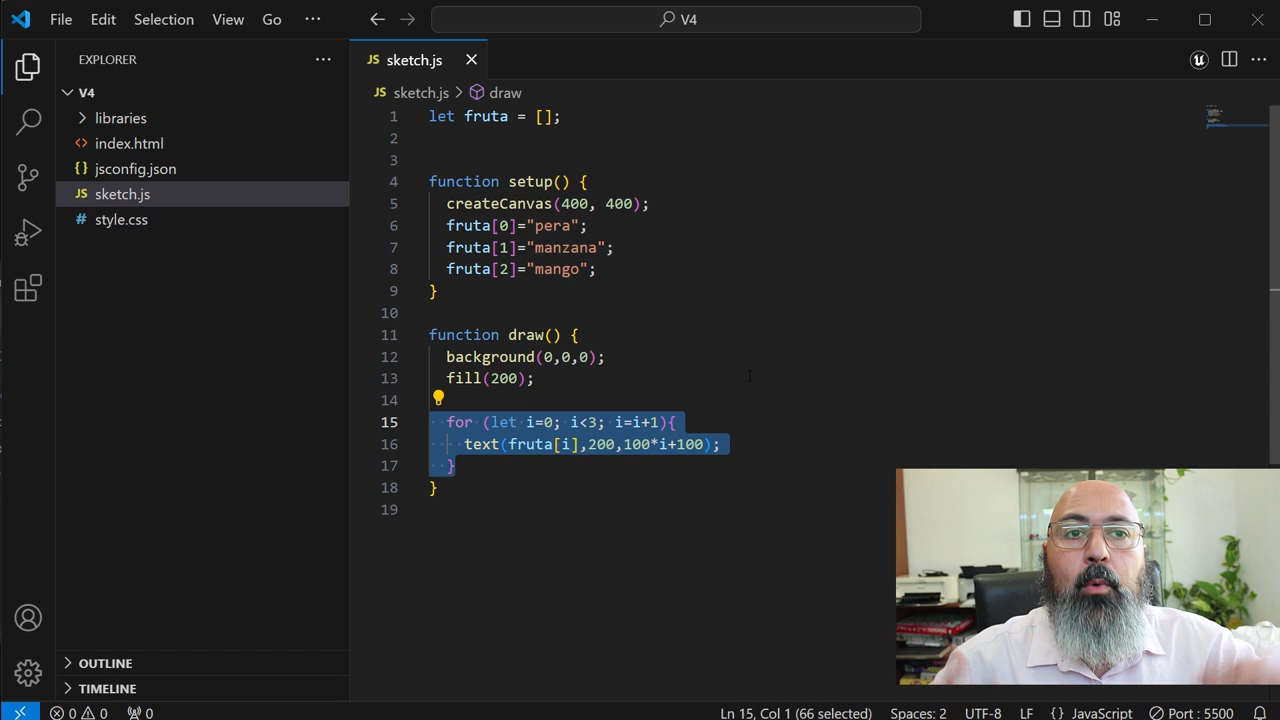 File Edit Selection View Go ··· V4
EXPLORER ···
V4
libraries
index.html
{} jsconfig.json
JS sketch.js
# style.css
OUTLINE
TIMELINE
JS sketch.js
JS sketch.js > draw
1 let fruta = [];
2
3
4 function setup() {
5 createCanvas(400, 400);
6 fruta[0]="pera";
7 fruta[1]="manzana";
8 fruta[2]="mango";
9 }
10
11 function draw() {
12 background(0,0,0);
13 fill(200);
14
15 for (let i=0; i<3; i=i+1){
16 text(fruta[i],200,100*i+100);
17 }
18 }
19
0 0 0 Ln 15, Col 1 (66 selected) Spaces: 2 UTF-8 LF {} JavaScript Port : 5500